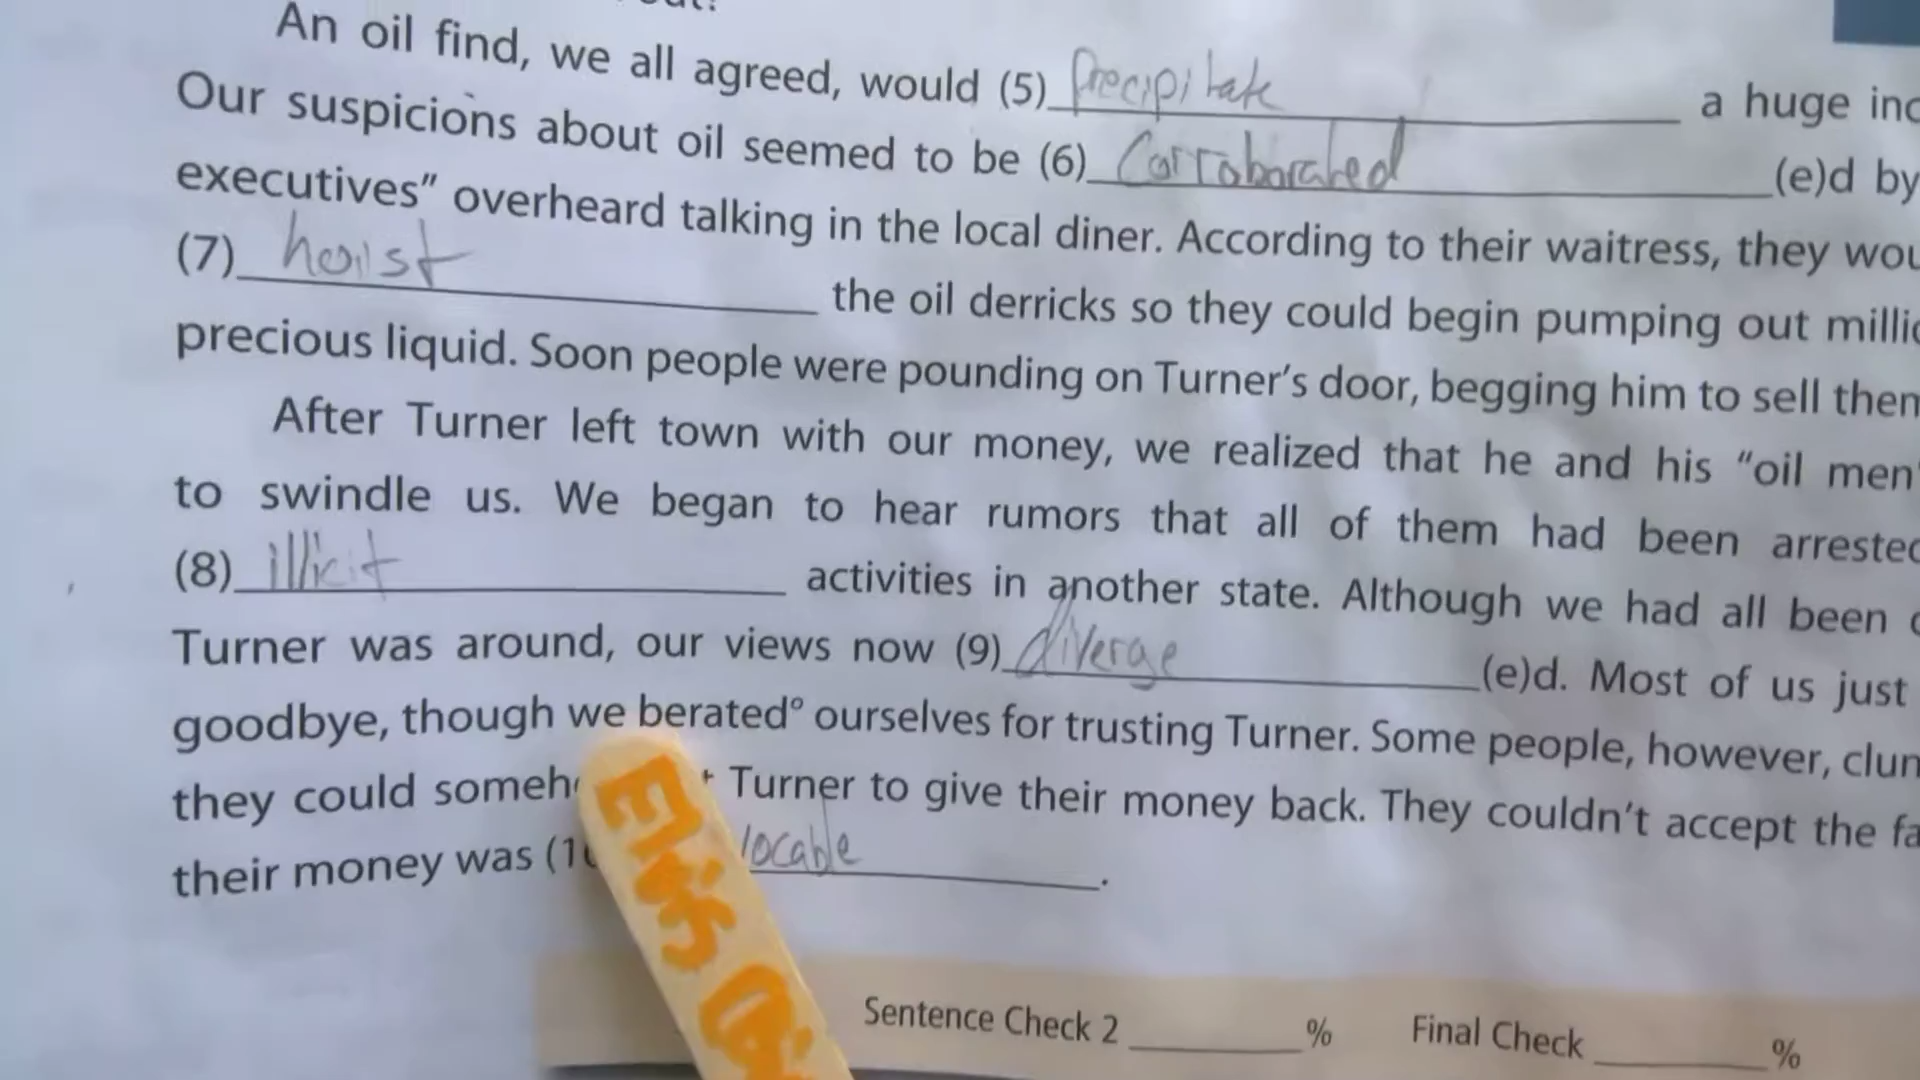 An oil find, we all agreed, would (5) Precipitate a huge inc
Our suspicions about oil seemed to be (6) Corroborated (e)d by
executives” overheard talking in the local diner. According to their waitress, they wou
(7) hoist the oil derricks so they could begin pumping out millio
precious liquid. Soon people were pounding on Turner’s door, begging him to sell them
After Turner left town with our money, we realized that he and his “oil men”
to swindle us. We began to hear rumors that all of them had been arrested
(8) illicit activities in another state. Although we had all been
Turner was around, our views now (9) diverge (e)d. Most of us just
goodbye, though we berated° ourselves for trusting Turner. Some people, however, clun
they could someh Turner to give their money back. They couldn’t accept the fa
their money was (1 locable .
Elvis
Sentence Check 2 ______% Final Check ______%